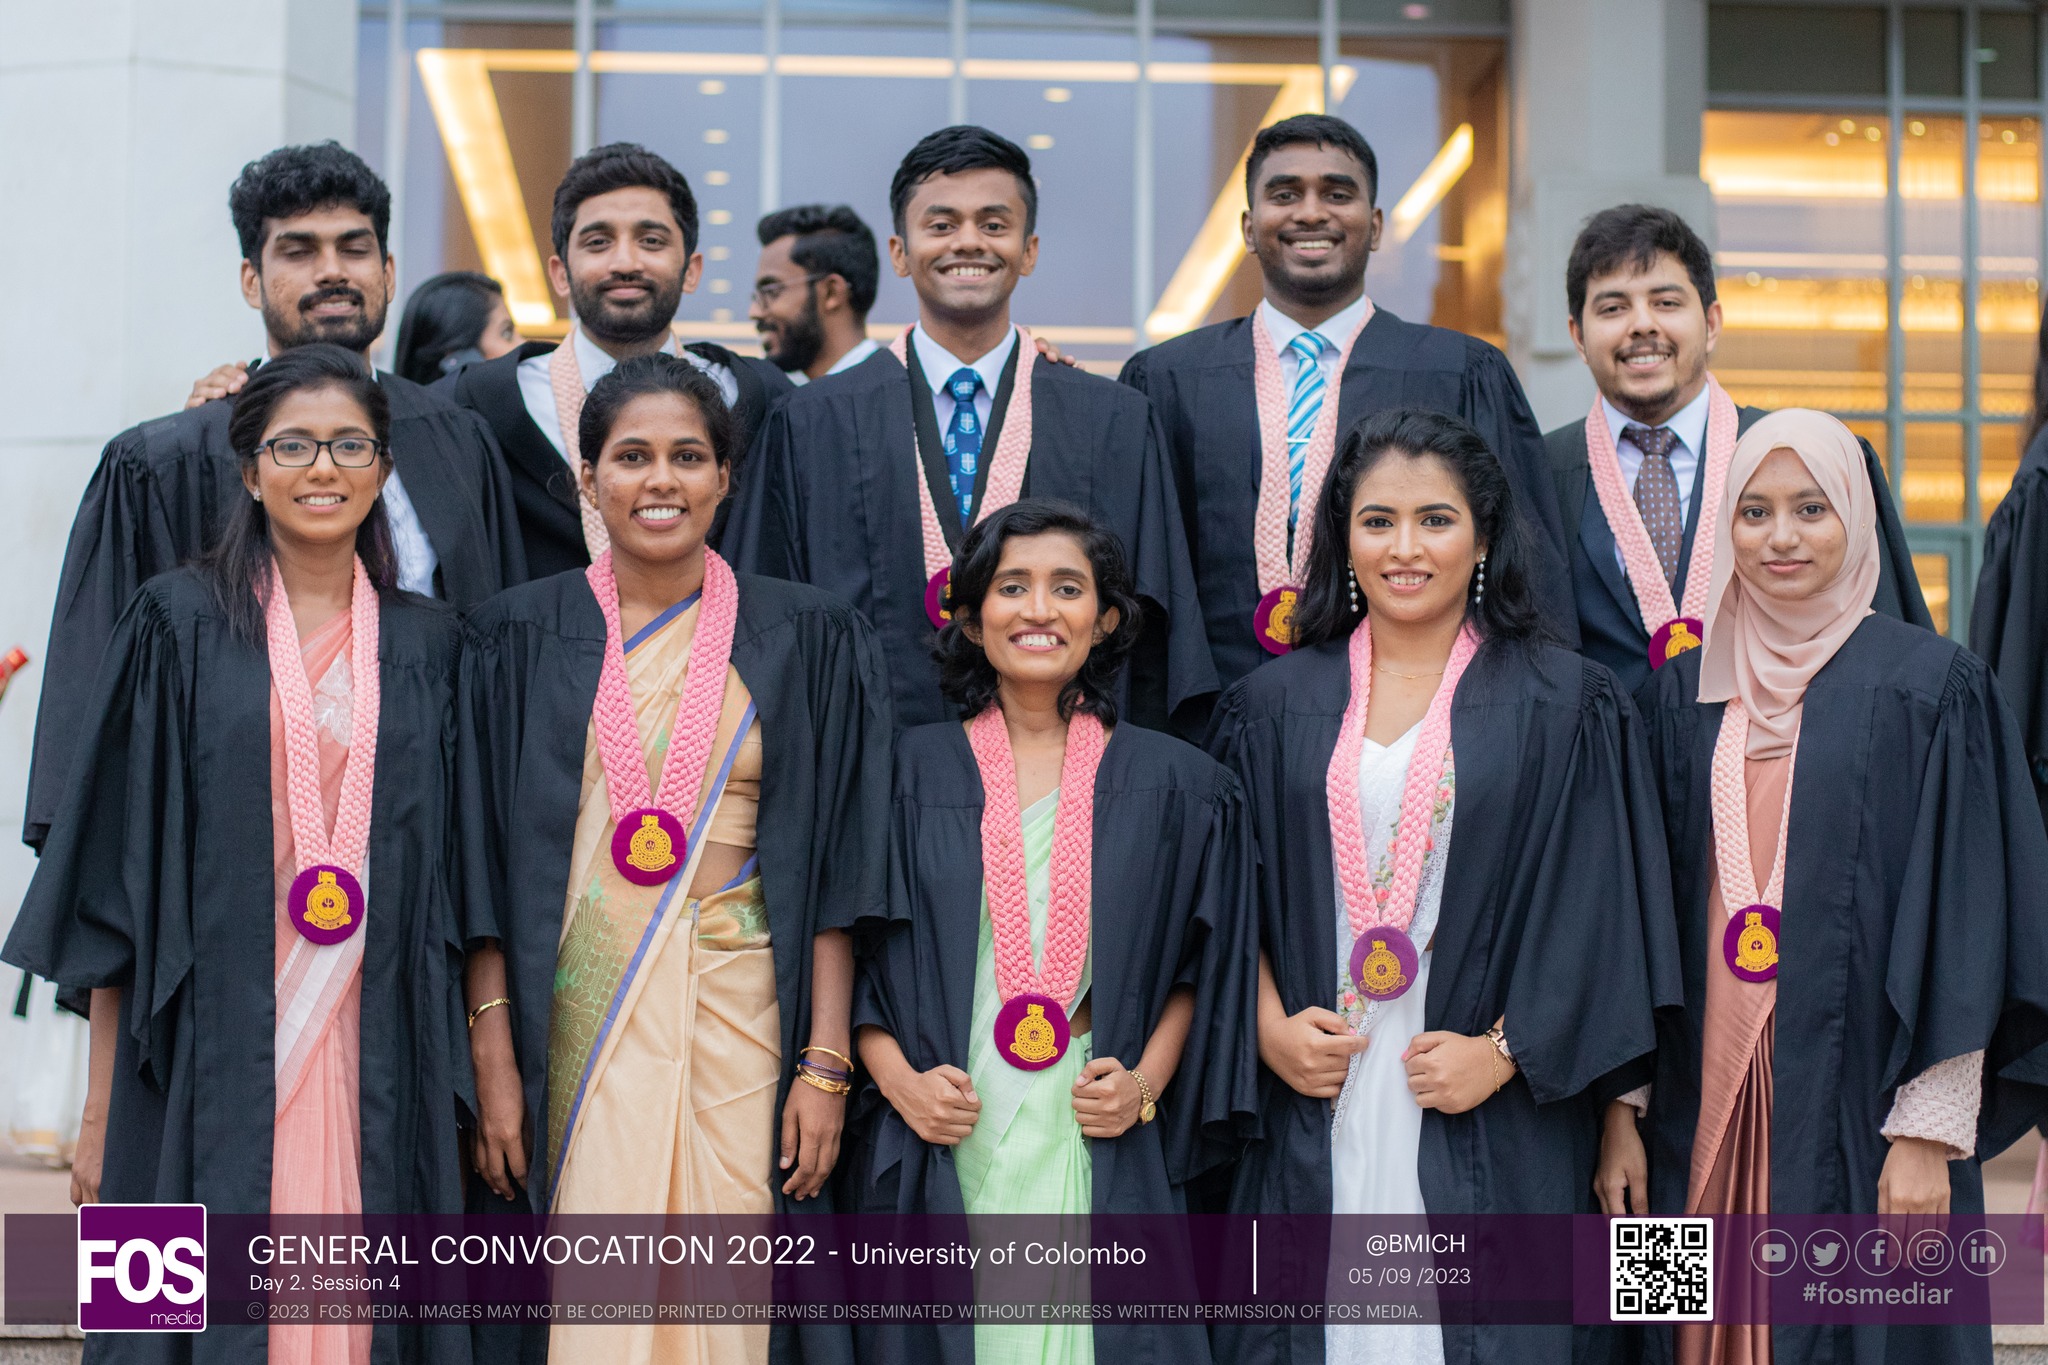 FOS
media
GENERAL CONVOCATION 2022 - University of Colombo
Day 2. Session 4
© 2023 FOS MEDIA. IMAGES MAY NOT BE COPIED PRINTED OTHERWISE DISSEMINATED WITHOUT EXPRESS WRITTEN PERMISSION OF FOS MEDIA.
@BMICH
05 /09 /2023
#fosmediar